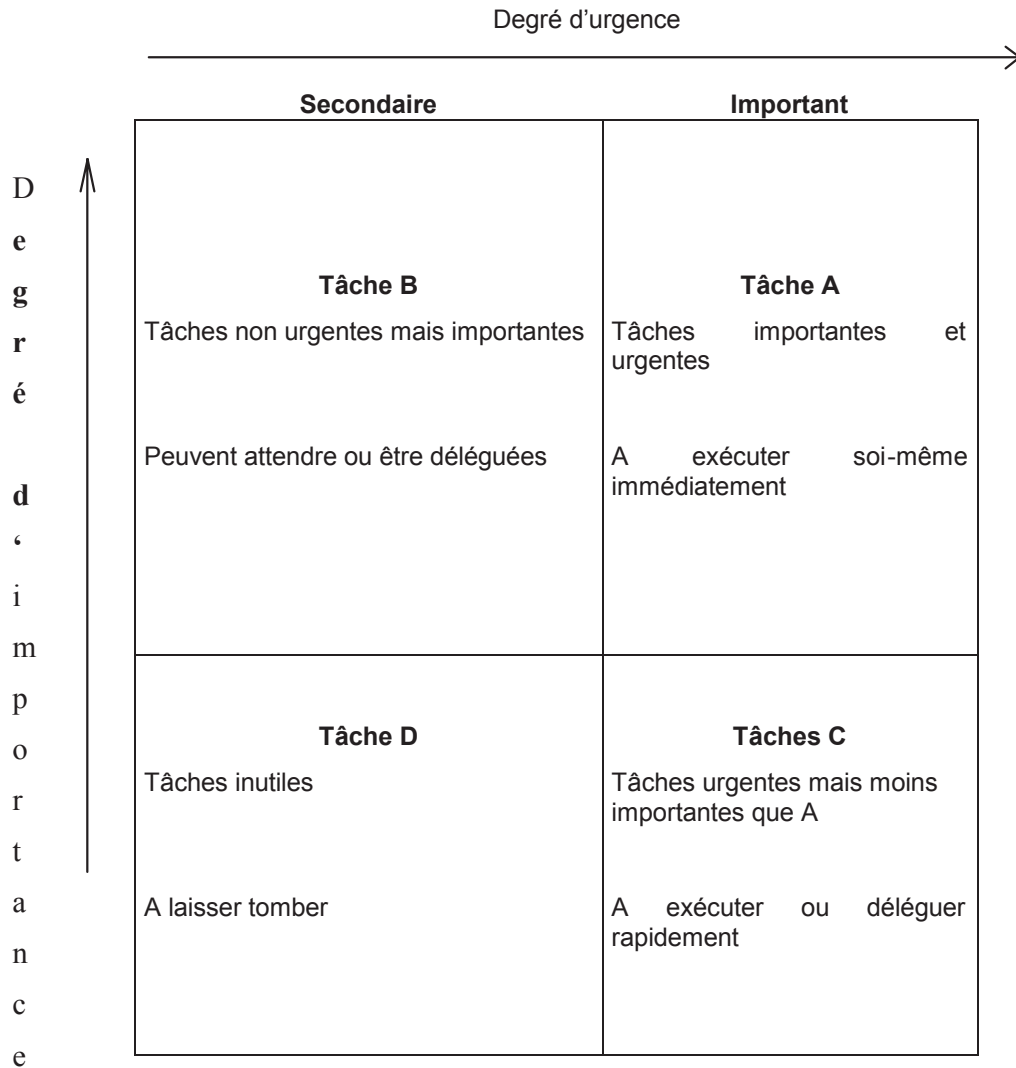 Degré d’urgence
Secondaire
Important
D
e
g
r
é
d
‘
i
m
p
o
r
t
a
n
c
e
Tâche B
Tâches non urgentes mais importantes
Peuvent attendre ou être déléguées
Tâche A
Tâches importantes et
urgentes
A exécuter soi-même
immédiatement
Tâche D
Tâches inutiles
A laisser tomber
Tâches C
Tâches urgentes mais moins
importantes que A
A exécuter ou déléguer
rapidement